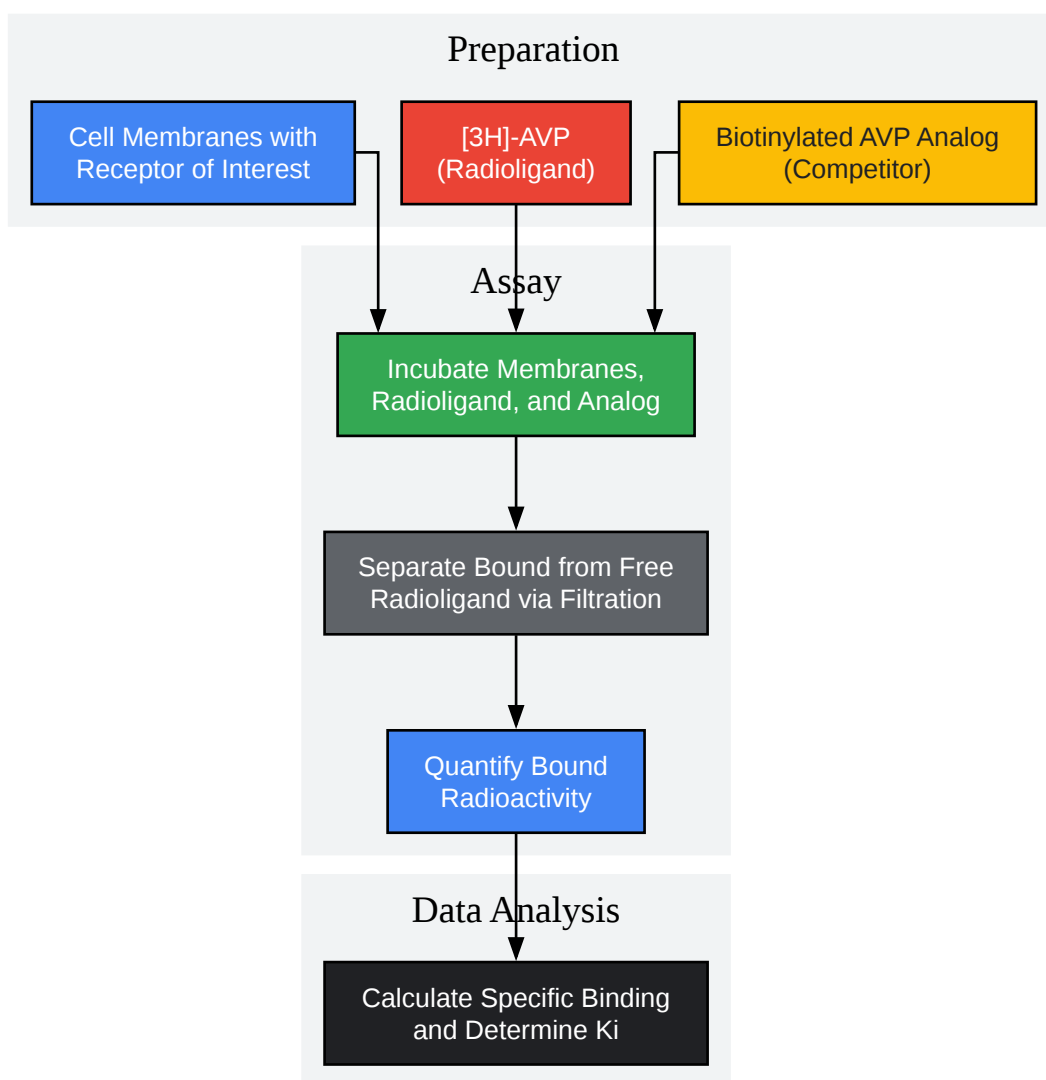 Preparation
Cell Membranes with
Receptor of Interest
[3H]-AVP
(Radioligand)
Biotinylated AVP Analog
(Competitor)
Assay
Incubate Membranes,
Radioligand, and Analog
Separate Bound from Free
Radioligand via Filtration
Quantify Bound
Radioactivity
Data Analysis
Calculate Specific Binding
and Determine Ki